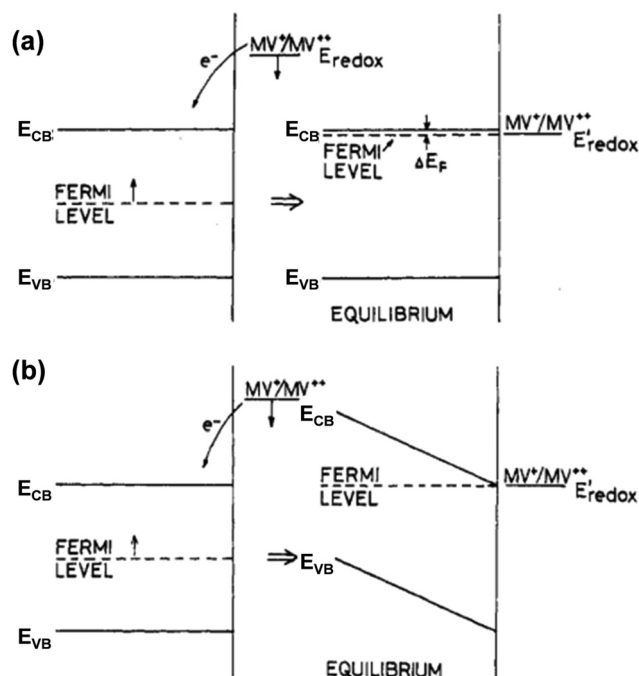 (a)
MV⁺/MV⁺⁺
e⁻
Eredox
ECB
FERMI
LEVEL
EVB
ECB
FERMI
LEVEL
ΔEF
MV⁺/MV⁺⁺
E'redox
EVB
EQUILIBRIUM
(b)
MV⁺/MV⁺⁺
e⁻
ECB
FERMI
LEVEL
EVB
ECB
FERMI
LEVEL
MV⁺/MV⁺⁺
E'redox
EVB
EQUILIBRIUM